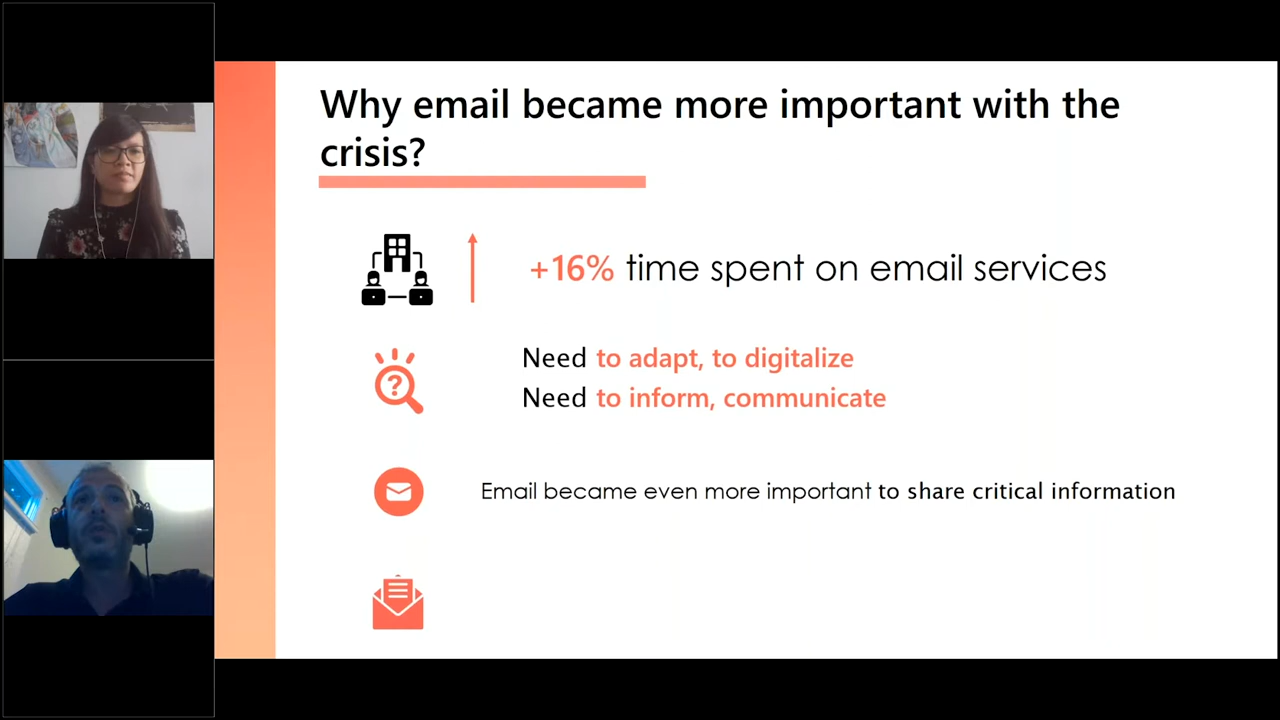 Why email became more important with the
crisis?
+16% time spent on email services
Need to adapt, to digitalize
Need to inform, communicate
Email became even more important to share critical information